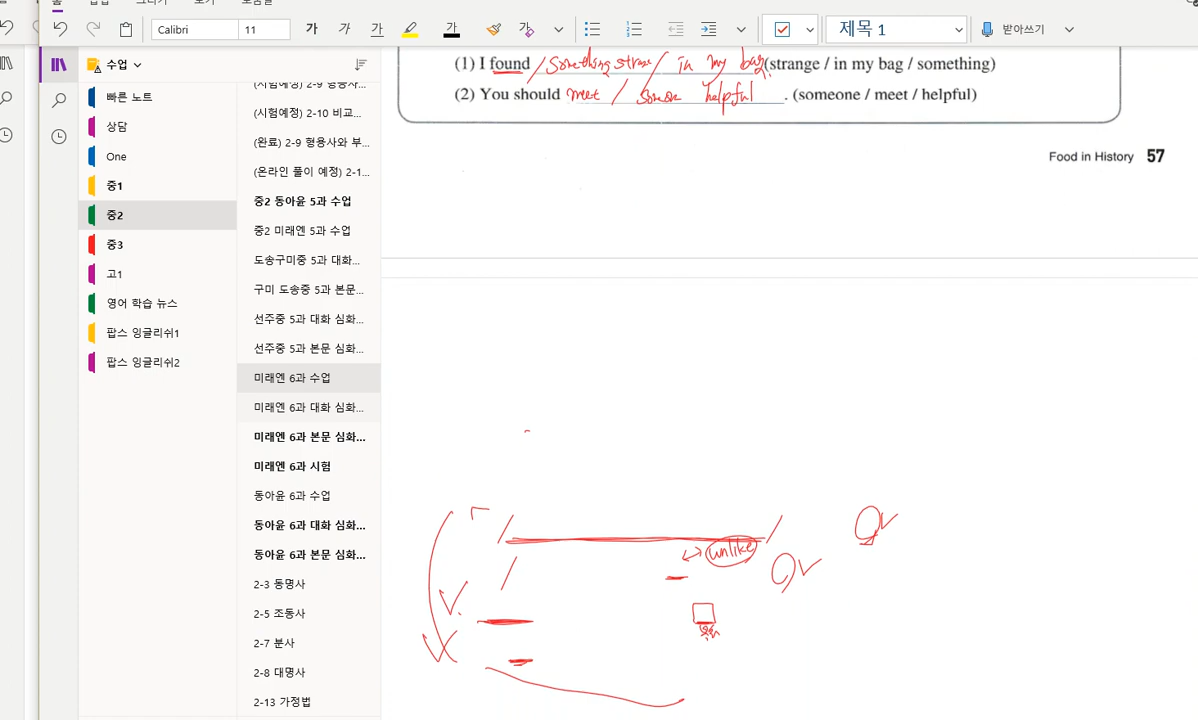 Calibri
11
가
가
가
가
제목 1
받아쓰기
수업
빠른 노트
상담
One
중1
중2
중3
고1
영어 학습 뉴스
팝스 잉글리쉬1
팝스 잉글리쉬2
(시험예정) 2-9 형용사...
(시험예정) 2-10 비교...
(완료) 2-9 형용사와 부...
(온라인 풀이 예정) 2-1...
중2 동아윤 5과 수업
중2 미래엔 5과 수업
도송구미중 5과 대화...
구미 도송중 5과 본문...
선주중 5과 대화 심화...
선주중 5과 본문 심화...
미래엔 6과 수업
미래엔 6과 대화 심화...
미래엔 6과 본문 심화...
미래엔 6과 시험
동아윤 6과 수업
동아윤 6과 대화 심화...
동아윤 6과 본문 심화...
2-3 동명사
2-5 조동사
2-7 분사
2-8 대명사
2-13 가정법
(1) I found / something / in my bag (strange / in my bag / something)
(2) You should meet / helpful . (someone / meet / helpful)
Food in History 57
unlike